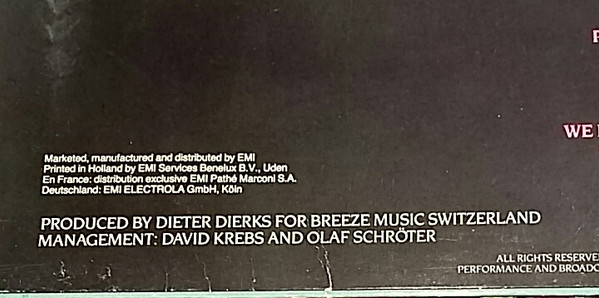 WE
Marketed, manufactured and distributed by EMI
Printed in Holland by EMI Services Benelux B.V., Uden
En France: distribution exclusive EMI Pathé Marconi S.A.
Deutschland: EMI ELECTROLA GmbH, Köln
PRODUCED BY DIETER DIERKS FOR BREEZE MUSIC SWITZERLAND
MANAGEMENT: DAVID KREBS AND OLAF SCHRÖTER
ALL RIGHTS
PERFORMANCE AND